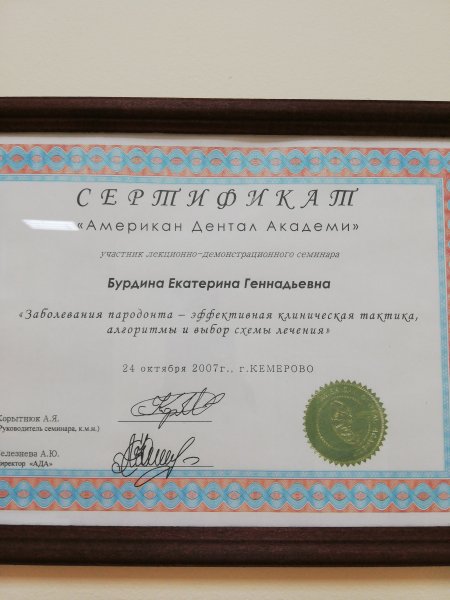 СЕРТИФИКАТ
«Американ Дентал Академи»
участник лекционно-демонстрационного семинара
Бурдина Екатерина Геннадьевна
«Заболевания пародонта – эффективная клиническая тактика,
алгоритмы и выбор схемы лечения»
24 октября 2007г., г.КЕМЕРОВО
Корытнюк А.Я.
Руководитель семинара, к.м.н.)
елезнева А.Ю.
иректор «АДА»)